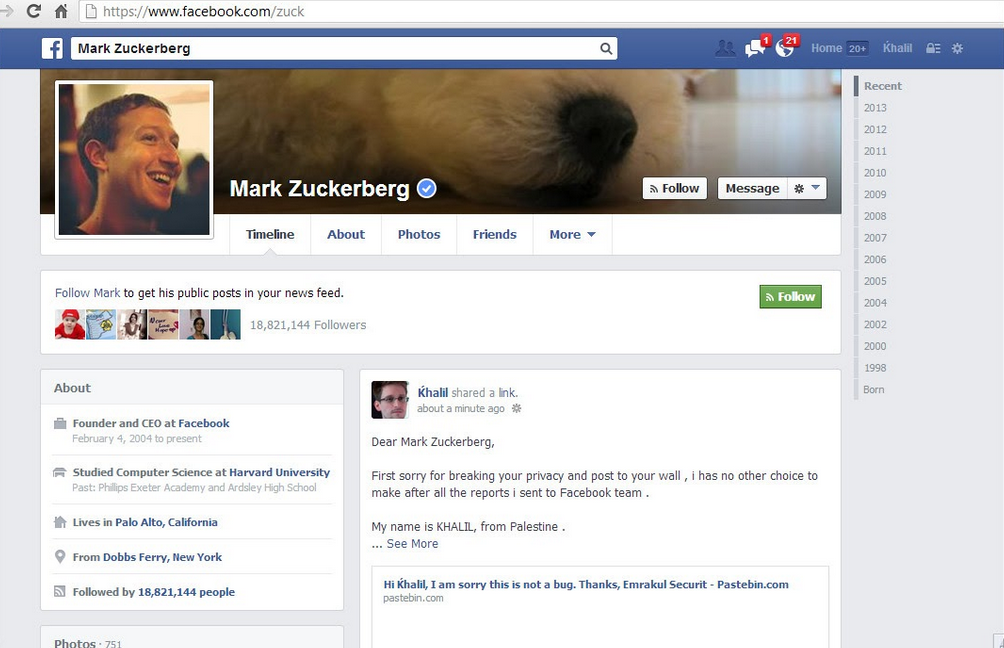 https://www.facebook.com/zuck
f
Mark Zuckerberg
1
21
Home 20+
Ḱhalil
Mark Zuckerberg
Follow
Message
Timeline
About
Photos
Friends
More
Follow Mark to get his public posts in your news feed.
Follow
18,821,144 Followers
About
Founder and CEO at Facebook
February 4, 2004 to present
Studied Computer Science at Harvard University
Past: Phillips Exeter Academy and Ardsley High School
Lives in Palo Alto, California
From Dobbs Ferry, New York
Followed by 18,821,144 people
Photos · 751
Ḱhalil shared a link.
about a minute ago
Dear Mark Zuckerberg,
First sorry for breaking your privacy and post to your wall , i has no other choice to
make after all the reports i sent to Facebook team .
My name is KHALIL, from Palestine .
... See More
Hi Ḱhalil, I am sorry this is not a bug. Thanks, Emrakul Securit - Pastebin.com
pastebin.com
Recent
2013
2012
2011
2010
2009
2008
2007
2006
2005
2004
2002
2000
1998
Born